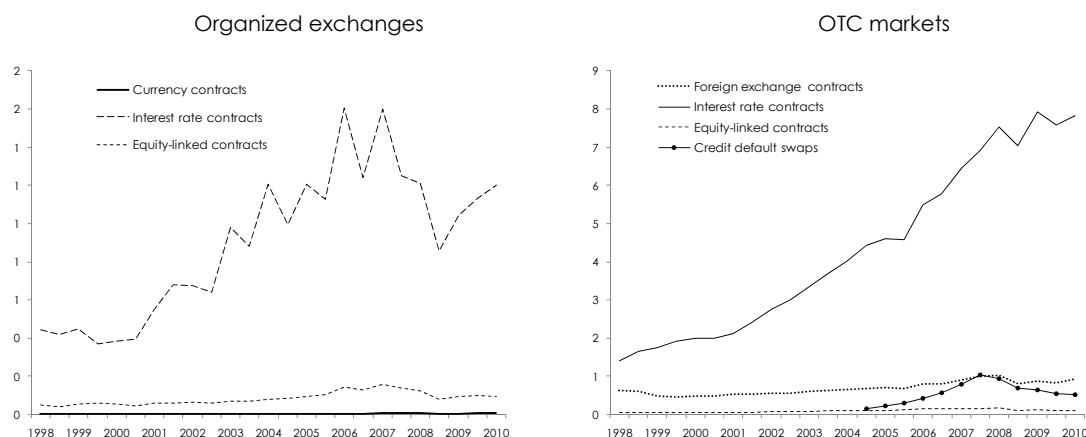 Organized exchanges
2
2
1
1
1
1
1
0
0
0
Currency contracts
Interest rate contracts
Equity-linked contracts
1998 1999 2000 2001 2002 2003 2004 2005 2006 2007 2008 2009 2010
OTC markets
9
8
7
6
5
4
3
2
1
0
Foreign exchange contracts
Interest rate contracts
Equity-linked contracts
Credit default swaps
1998 1999 2000 2001 2002 2003 2004 2005 2006 2007 2008 2009 2010